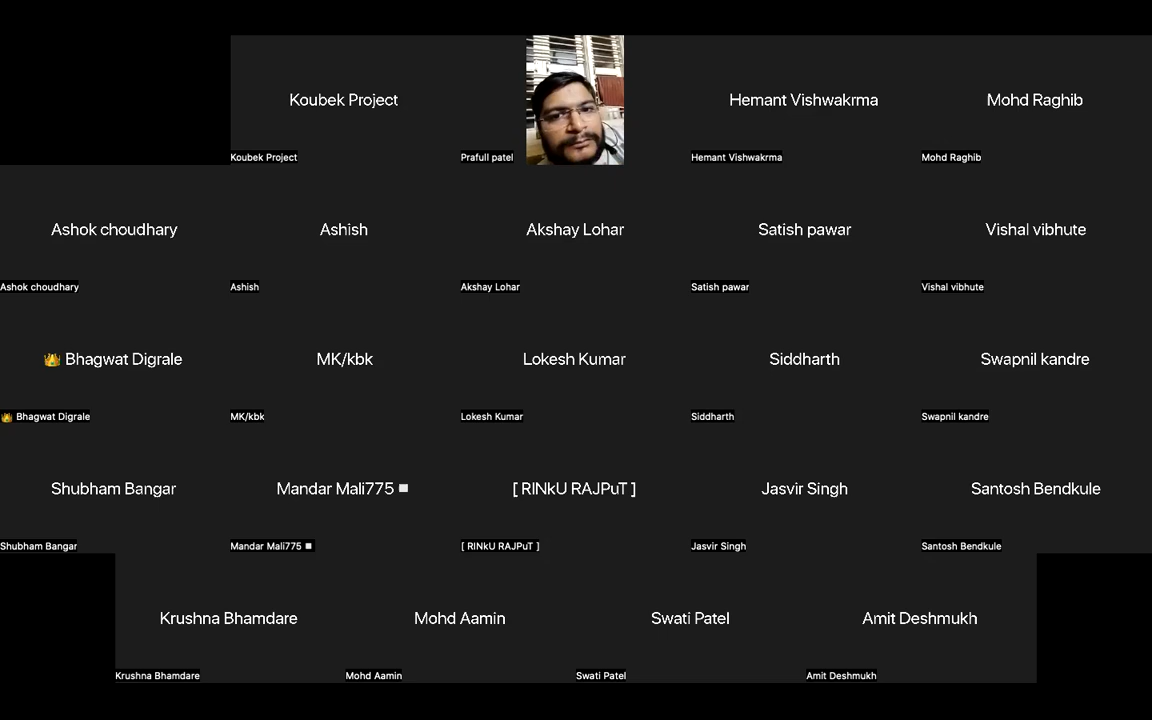 Koubek Project
Hemant Vishwakrma
Mohd Raghib
Koubek Project
Prafull patel
Hemant Vishwakrma
Mohd Raghib
Ashok choudhary
Ashish
Akshay Lohar
Satish pawar
Vishal vibhute
Ashok choudhary
Ashish
Akshay Lohar
Satish pawar
Vishal vibhute
👑 Bhagwat Digrale
MK/kbk
Lokesh Kumar
Siddharth
Swapnil kandre
👑 Bhagwat Digrale
MK/kbk
Lokesh Kumar
Siddharth
Swapnil kandre
Shubham Bangar
Mandar Mali775 ◽
[ RINkU RAJPuT ]
Jasvir Singh
Santosh Bendkule
Shubham Bangar
Mandar Mali775 ◽
[ RINkU RAJPuT ]
Jasvir Singh
Santosh Bendkule
Krushna Bhamdare
Mohd Aamin
Swati Patel
Amit Deshmukh
Krushna Bhamdare
Mohd Aamin
Swati Patel
Amit Deshmukh